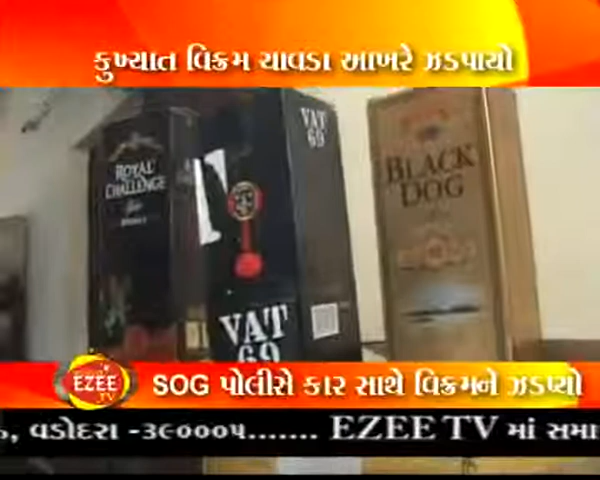 કુખ્યાત વિક્રમ ચાવડા આખરે ઝડપાયો
ROYAL
CHALLENGE
VAT
69
BLACK
DOG
VAT
69
EZEE
TV
SOG પોલીસે કાર સાથે વિક્રમને ઝડપ્યો
વડોદરા -૩૯૦૦૦૫....... EZEE TV માં સમા